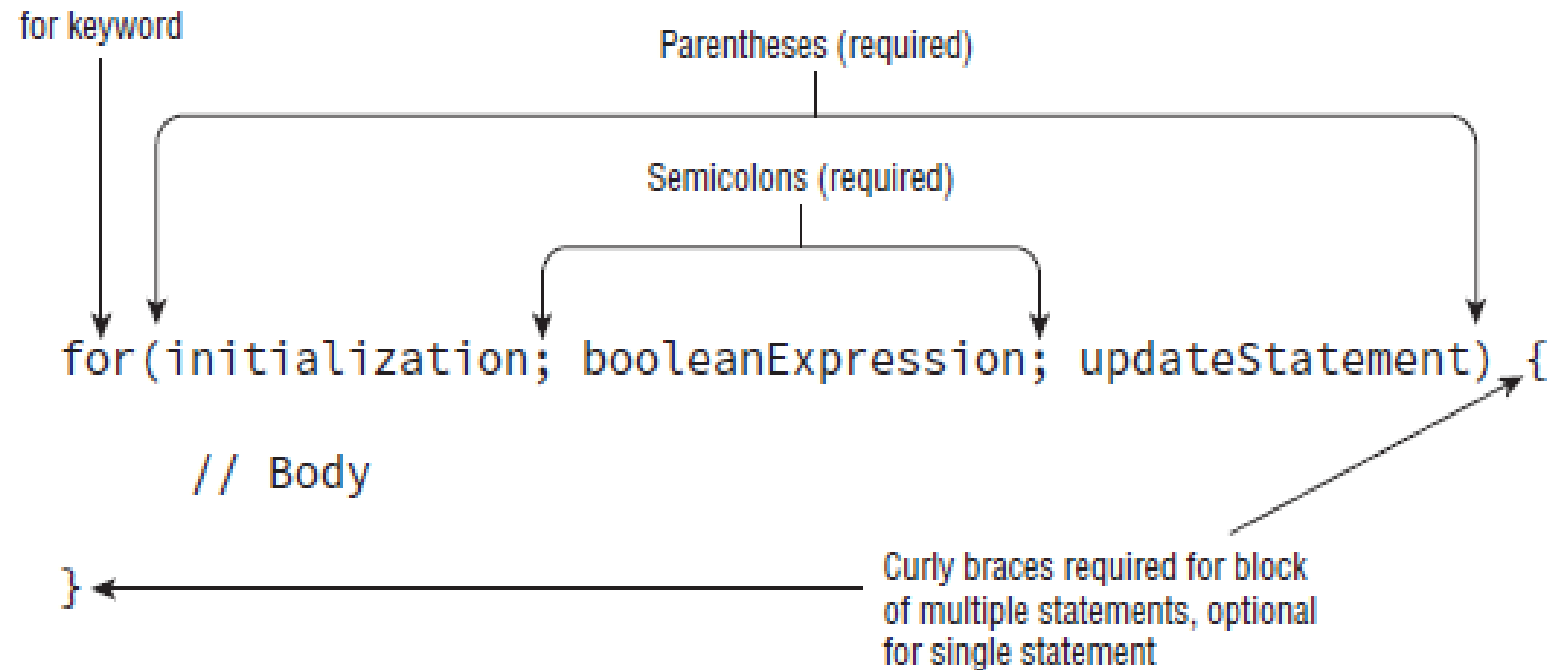 for keyword
Parentheses (required)
Semicolons (required)
for(initialization; booleanExpression; updateStatement) {
// Body
}
Curly braces required for block
of multiple statements, optional
for single statement